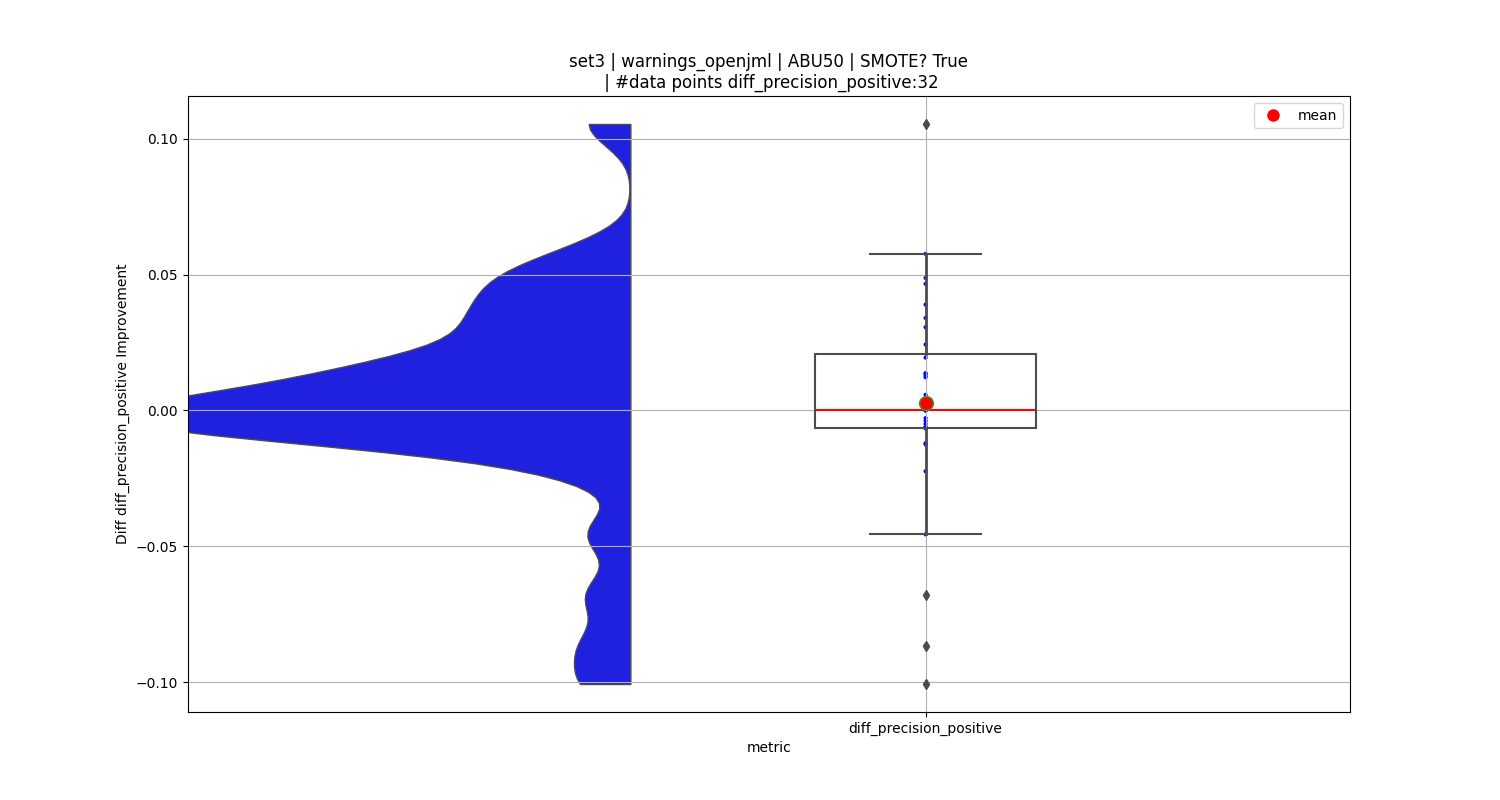 set3 | warnings_openjml | ABU50 | SMOTE? True
| #data points diff_precision_positive:32
mean
0.10
0.05
0.00
−0.05
−0.10
Diff diff_precision_positive Improvement
diff_precision_positive
metric